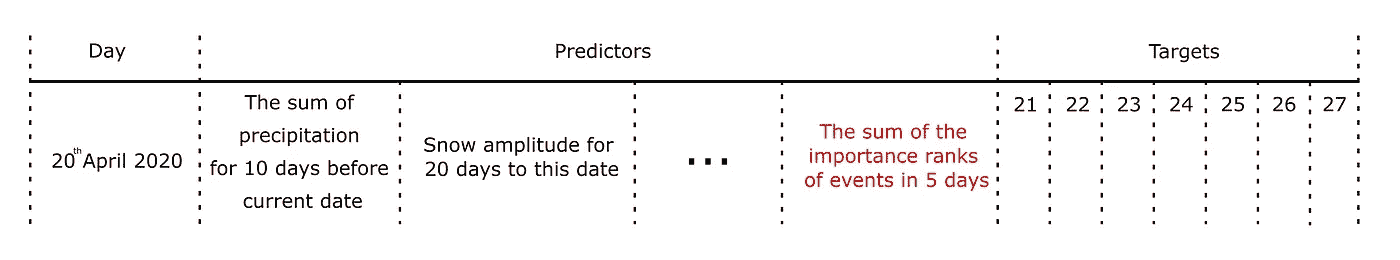 Day Predictors Targets
20th April 2020
The sum of
precipitation
for 10 days before
current date
Snow amplitude for
20 days to this date
...
The sum of the
importance ranks
of events in 5 days
21 22 23 24 25 26 27